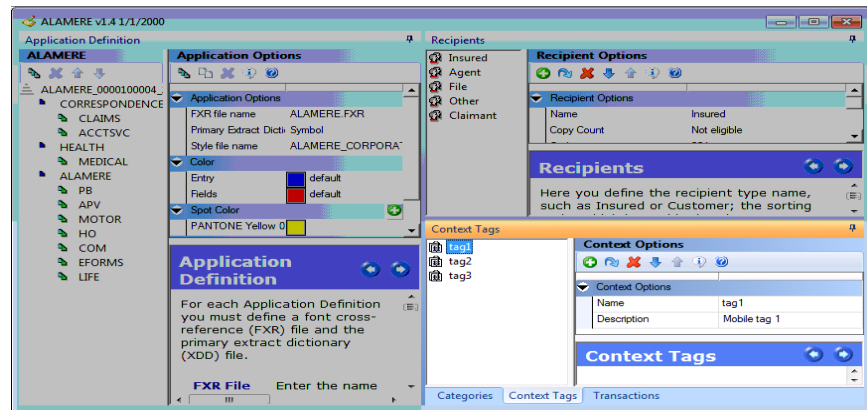 ALAMERE v1.4 1/1/2000
Application Definition
ALAMERE
ALAMERE_0000100004_
CORRESPONDENCE
CLAIMS
ACCTSVC
HEALTH
MEDICAL
ALAMERE
PB
APV
MOTOR
HO
COM
EFORMS
LIFE
Application Options
Application Options
FXR file name ALAMERE.FXR
Primary Extract Dictio Symbol
Style file name ALAMERE_CORPORAT
Color
Entry default
Fields default
Spot Color
PANTONE Yellow 0
Application
Definition
For each Application Definition
you must define a font cross-
reference (FXR) file and the
primary extract dictionary
(XDD) file.
FXR File Enter the name
Recipients
Insured
Agent
File
Other
Claimant
Recipient Options
Recipient Options
Name Insured
Copy Count Not eligible
Recipients
Here you define the recipient type name,
such as Insured or Customer; the sorting
Context Tags
tag1
tag2
tag3
Context Options
Context Options
Name tag1
Description Mobile tag 1
Context Tags
Categories Context Tags Transactions